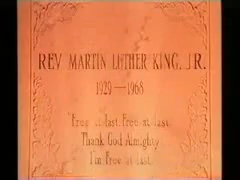 REV. MARTIN LUTHER KING, JR.
1929—1968
"Free at last, Free at last,
Thank God Almighty
I'm Free at last."